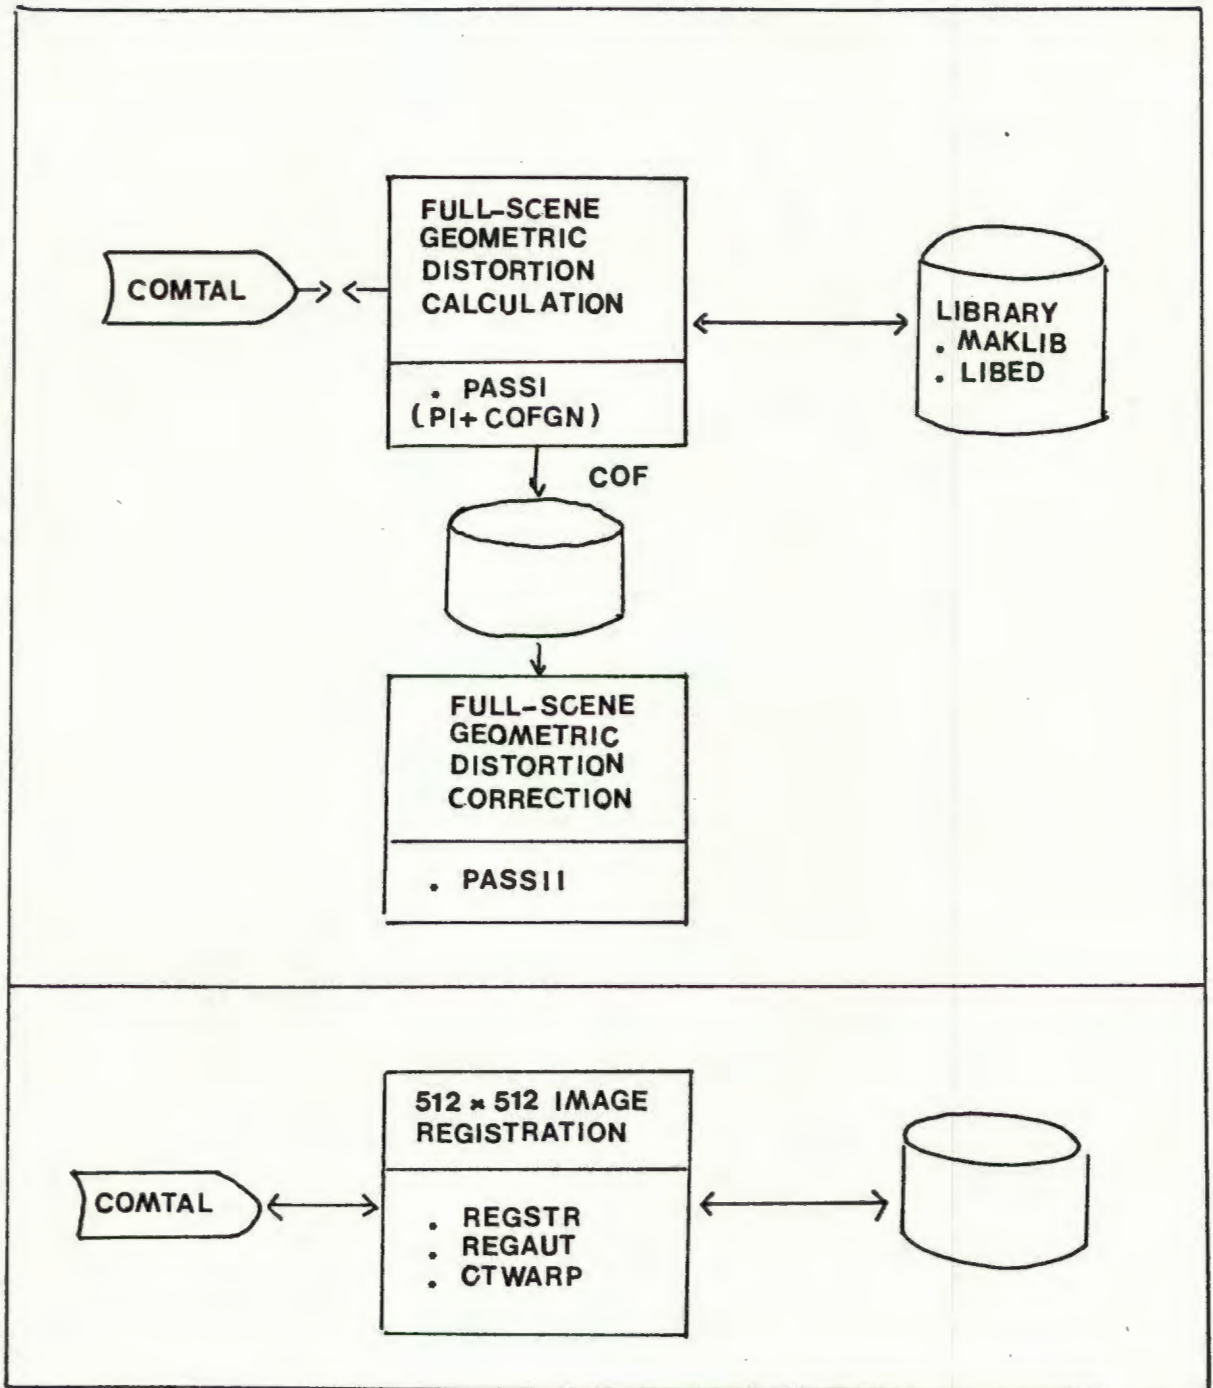 FULL-SCENE
GEOMETRIC
DISTORTION
CALCULATION
. PASSI
(PI+COFGN)
COMTAL
LIBRARY
. MAKLIB
. LIBED
COF
FULL-SCENE
GEOMETRIC
DISTORTION
CORRECTION
. PASSII
512 × 512 IMAGE
REGISTRATION
. REGSTR
. REGAUT
. CTWARP
COMTAL